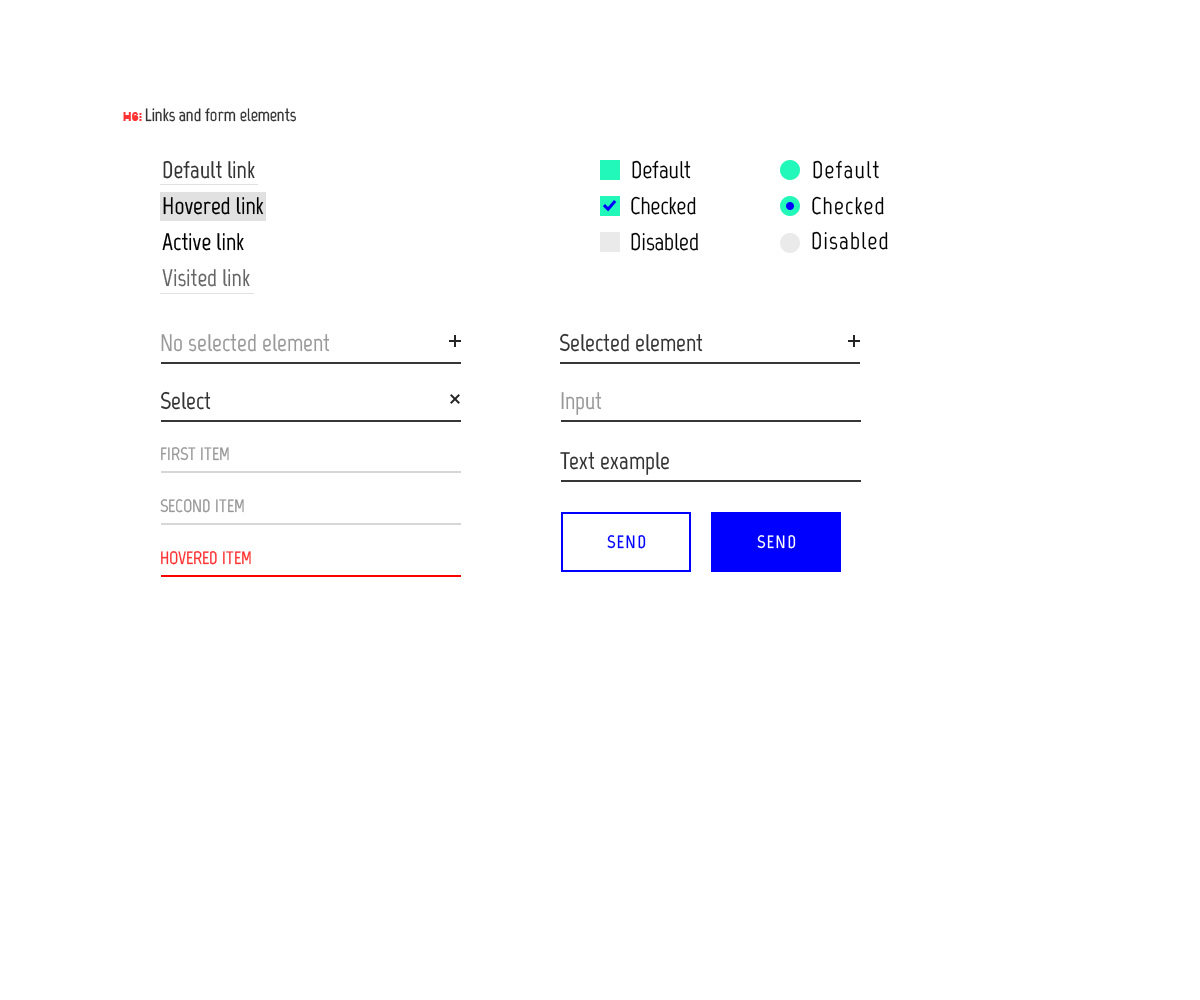 Links and form elements
Default link
Hovered link
Active link
Visited link
Default
Checked
Disabled
Default
Checked
Disabled
No selected element
Select
FIRST ITEM
SECOND ITEM
HOVERED ITEM
Selected element
Input
Text example
SEND
SEND